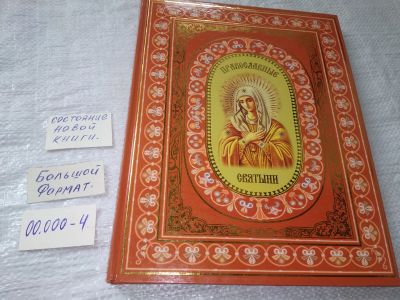 состояние
новой
книги.
Большой
Формат.
00.000-4
ПРАВОСЛАВНЫЕ
СВЯТЫНИ